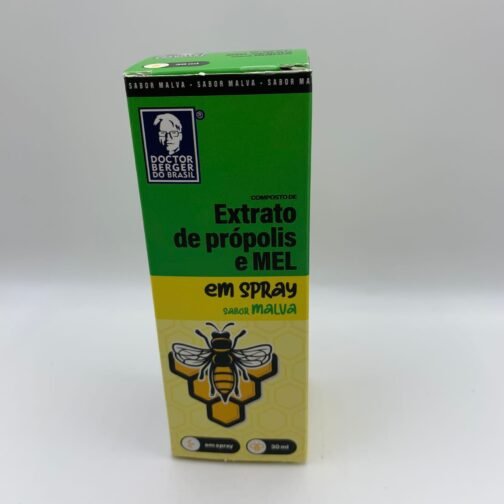 SABOR MALVA - SABOR MALVA - SABOR MA
DOCTOR
BERGER
DO BRASIL
®
COMPOSTO DE
Extrato
de própolis
e MEL
em SPRAY
SABOR MALVA
em spray
30 ml